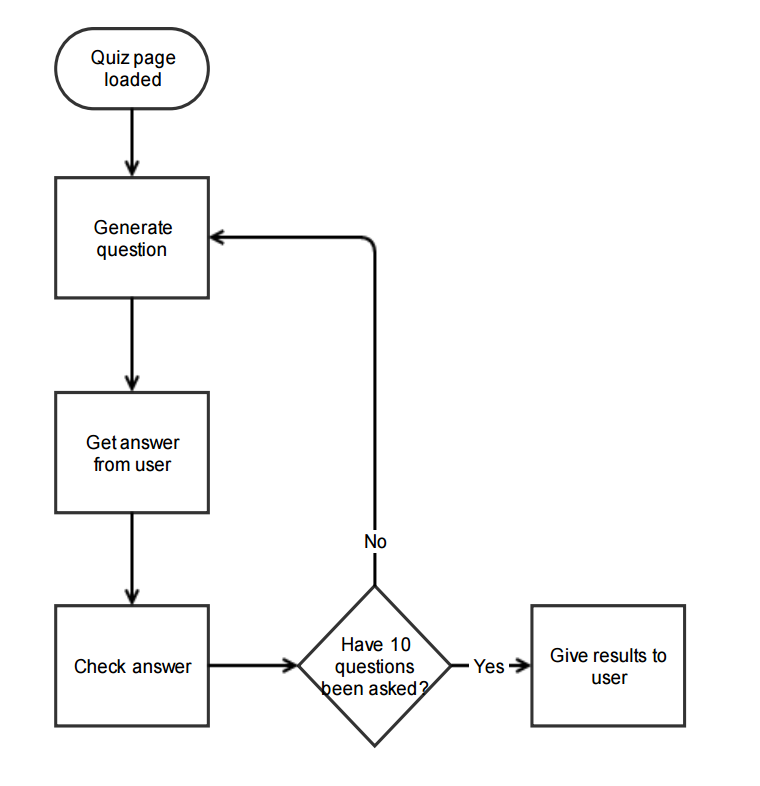 Quiz page
loaded
Generate
question
Get answer
from user
No
Check answer
Have 10
questions
been asked?
Yes
Give results to
user